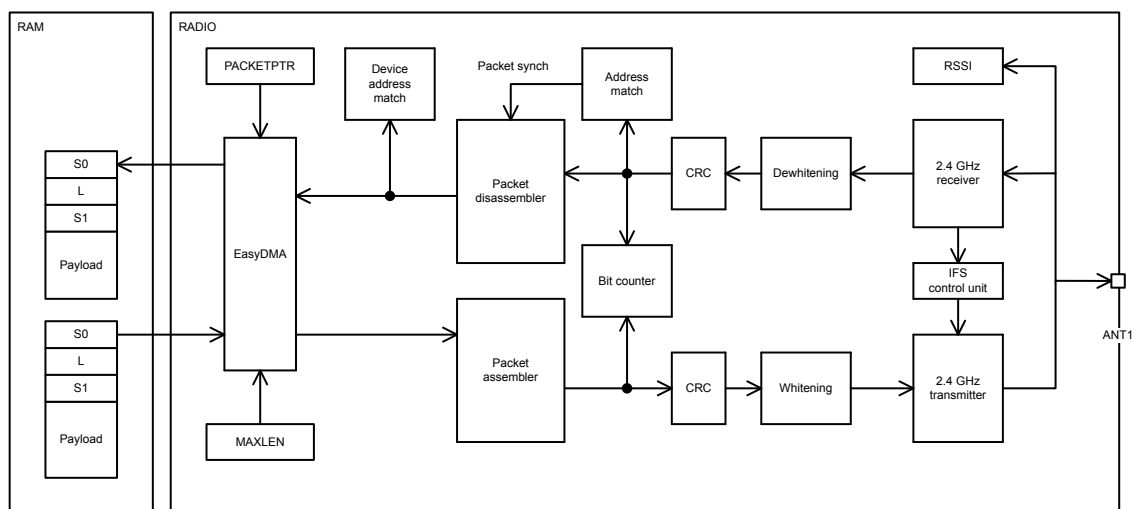 RAM
RADIO
PACKETPTR
Device
address
match
Packet synch
Address
match
RSSI
S0
L
S1
Payload
EasyDMA
Packet
disassembler
CRC
Dewhitening
2.4 GHz
receiver
Bit counter
IFS
control unit
ANT1
S0
L
S1
Payload
Packet
assembler
CRC
Whitening
2.4 GHz
transmitter
MAXLEN